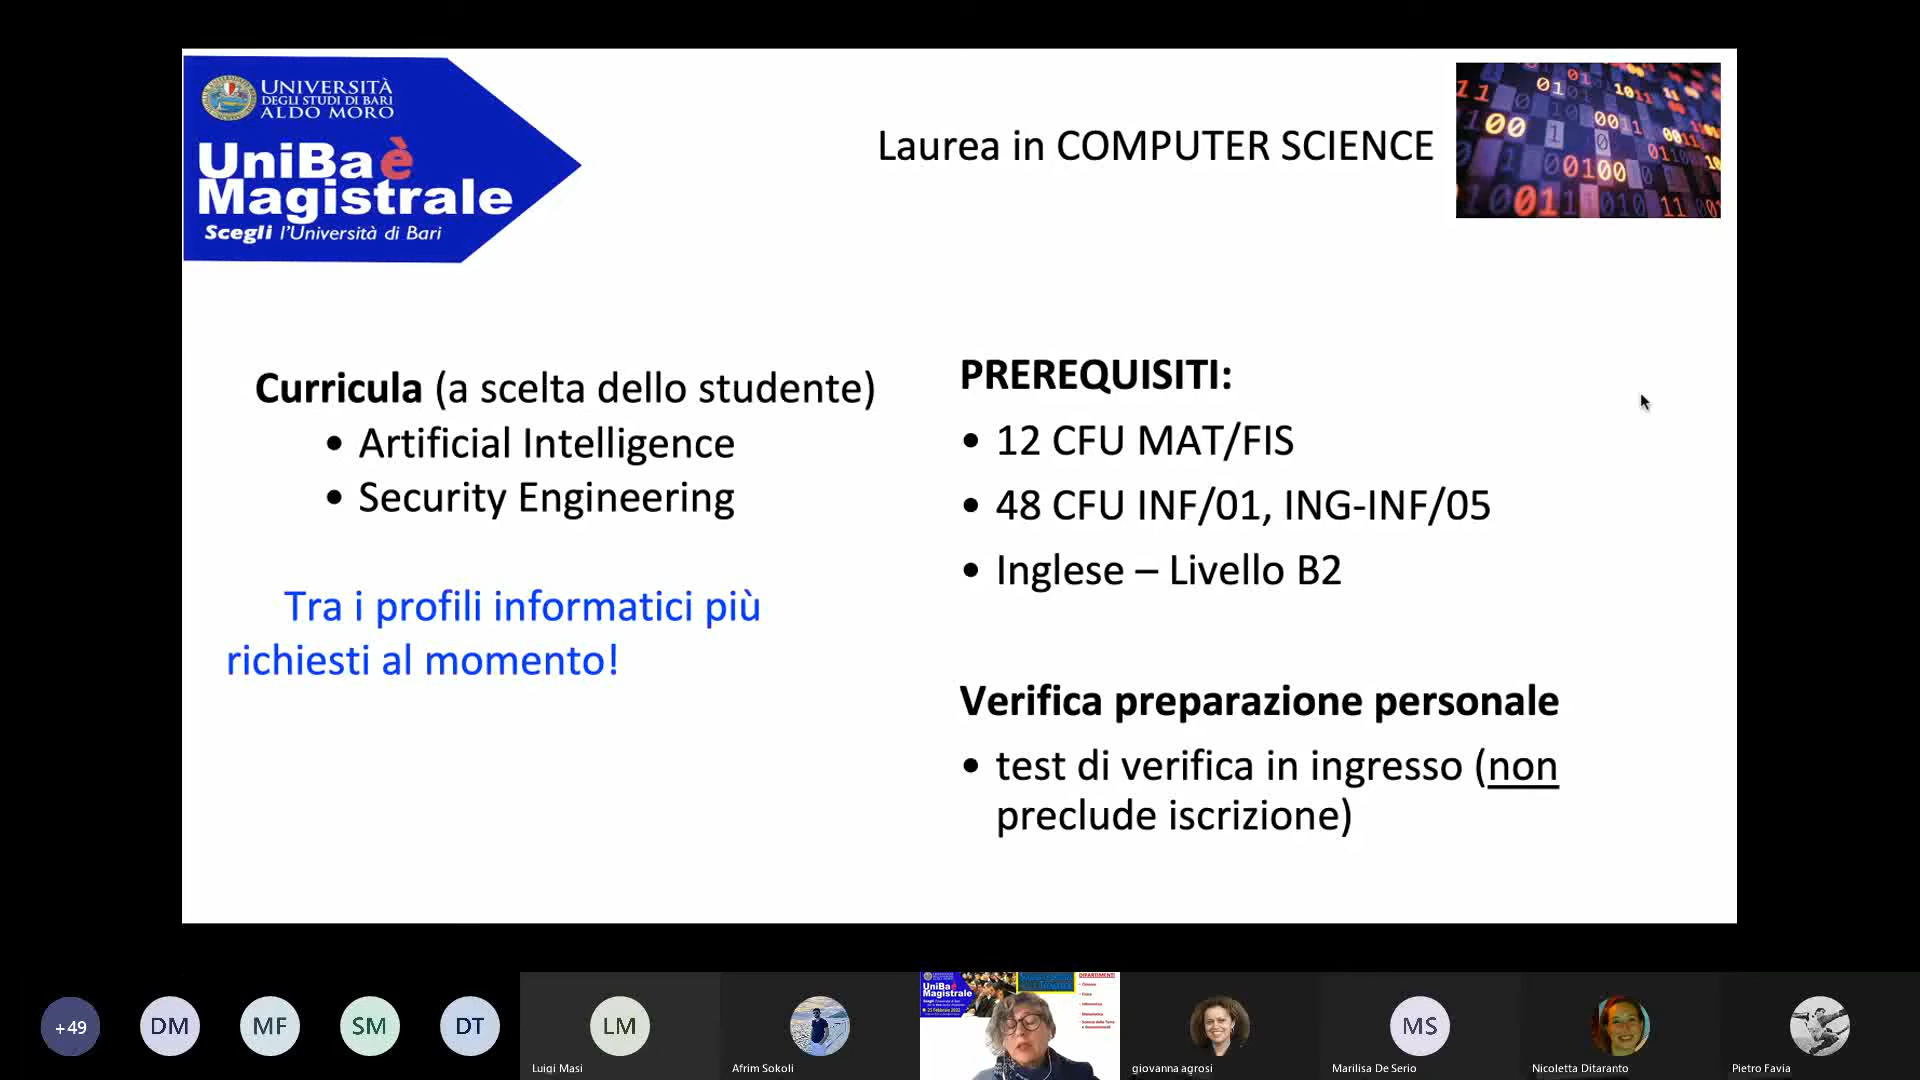 UNIVERSITÀ
DEGLI STUDI DI BARI
ALDO MORO
UniBa è
Magistrale
Scegli l'Università di Bari
Laurea in COMPUTER SCIENCE
Curricula (a scelta dello studente)
• Artificial Intelligence
• Security Engineering
Tra i profili informatici più
richiesti al momento!
PREREQUISITI:
• 12 CFU MAT/FIS
• 48 CFU INF/01, ING-INF/05
• Inglese – Livello B2
Verifica preparazione personale
• test di verifica in ingresso (non
preclude iscrizione)
+49
DM
MF
SM
DT
LM
Luigi Masi
Afrim Sokoli
UniBa è
Magistrale
DIPARTIMENTI
giovanna agrosi
MS
Marilisa De Serio
Nicoletta Ditaranto
Pietro Favia